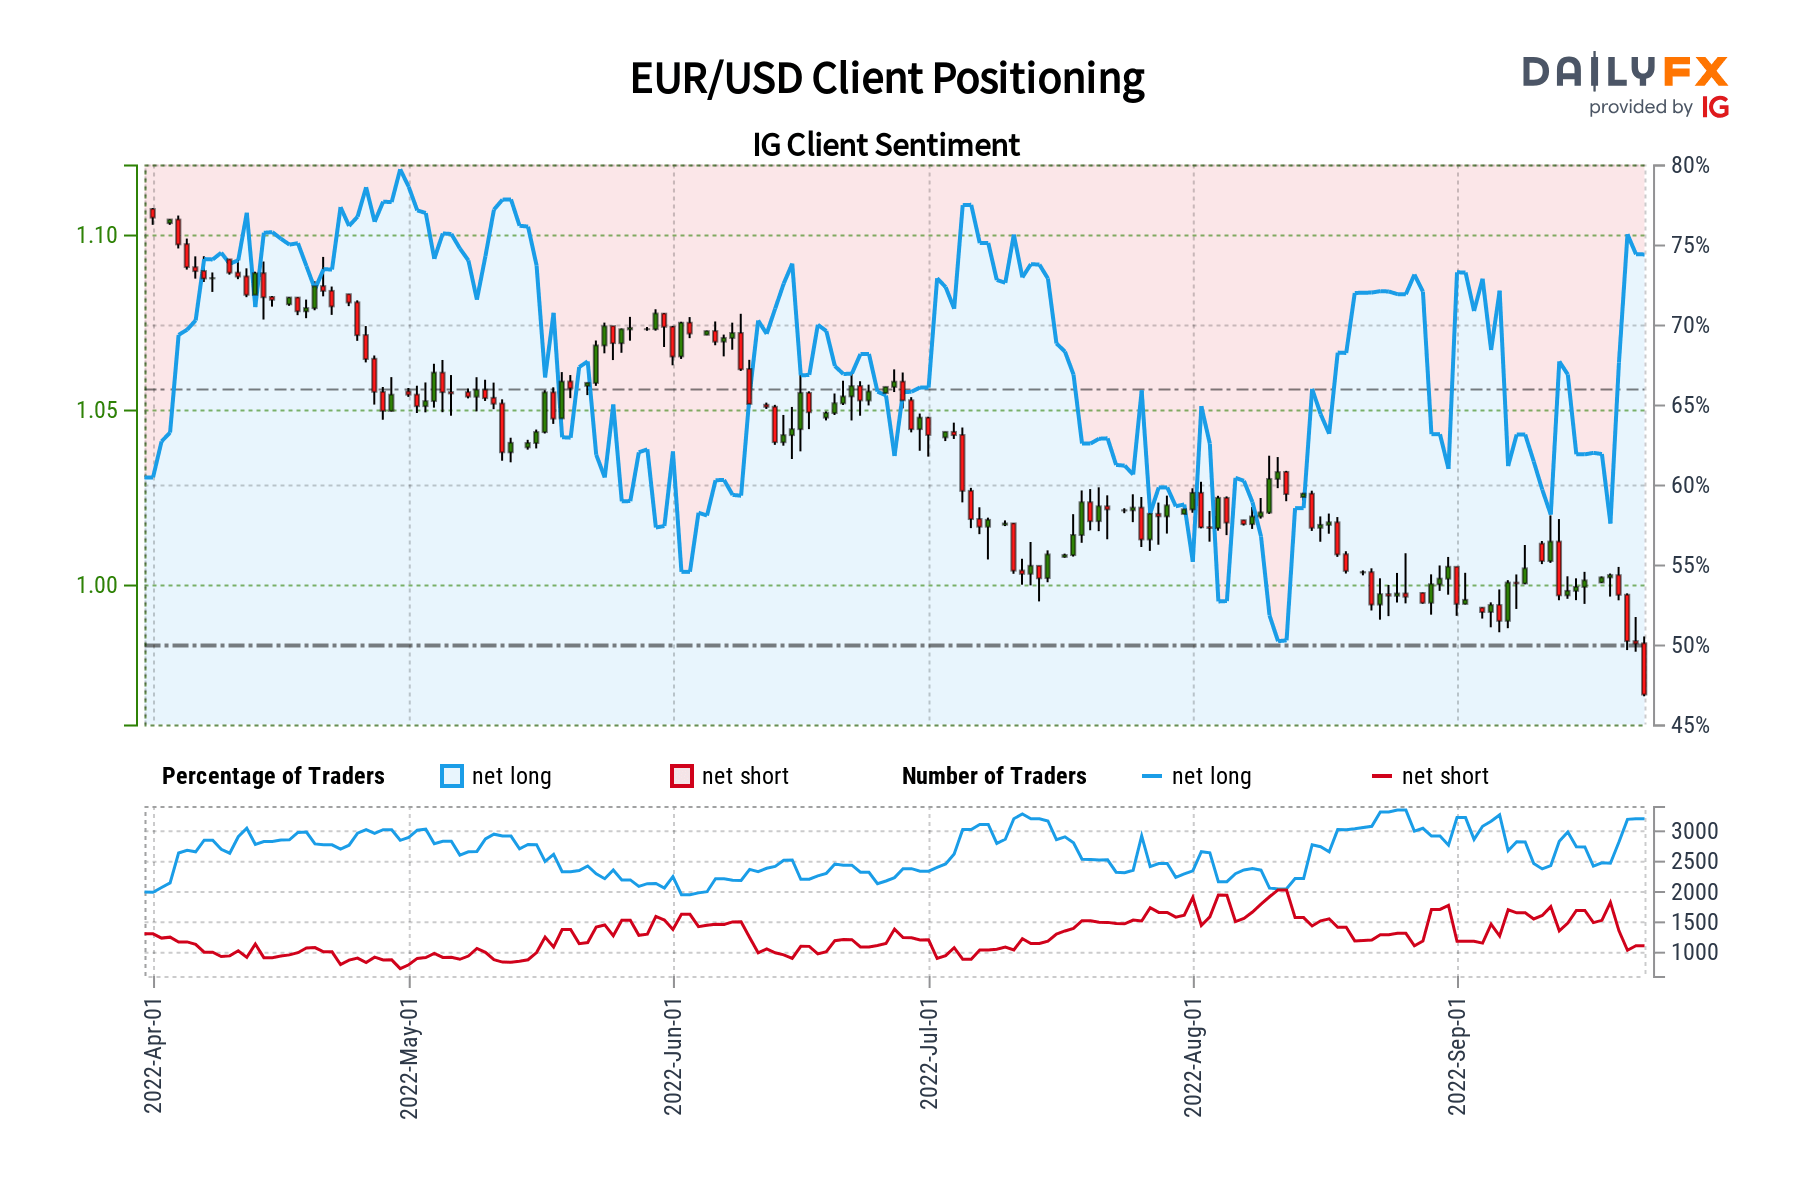 EUR/USD Client Positioning
DAILYFX
provided by IG
IG Client Sentiment
1.10
1.05
1.00
80%
75%
70%
65%
60%
55%
50%
45%
Percentage of Traders net long net short Number of Traders net long net short
3000
2500
2000
1500
1000
2022-Apr-01
2022-May-01
2022-Jun-01
2022-Jul-01
2022-Aug-01
2022-Sep-01